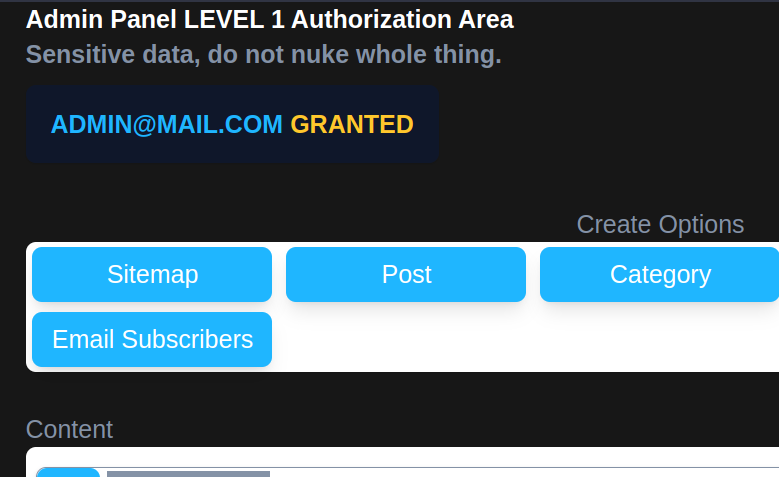 Admin Panel LEVEL 1 Authorization Area
Sensitive data, do not nuke whole thing.
ADMIN@MAIL.COM GRANTED
Create Options
Sitemap Post Category
Email Subscribers
Content